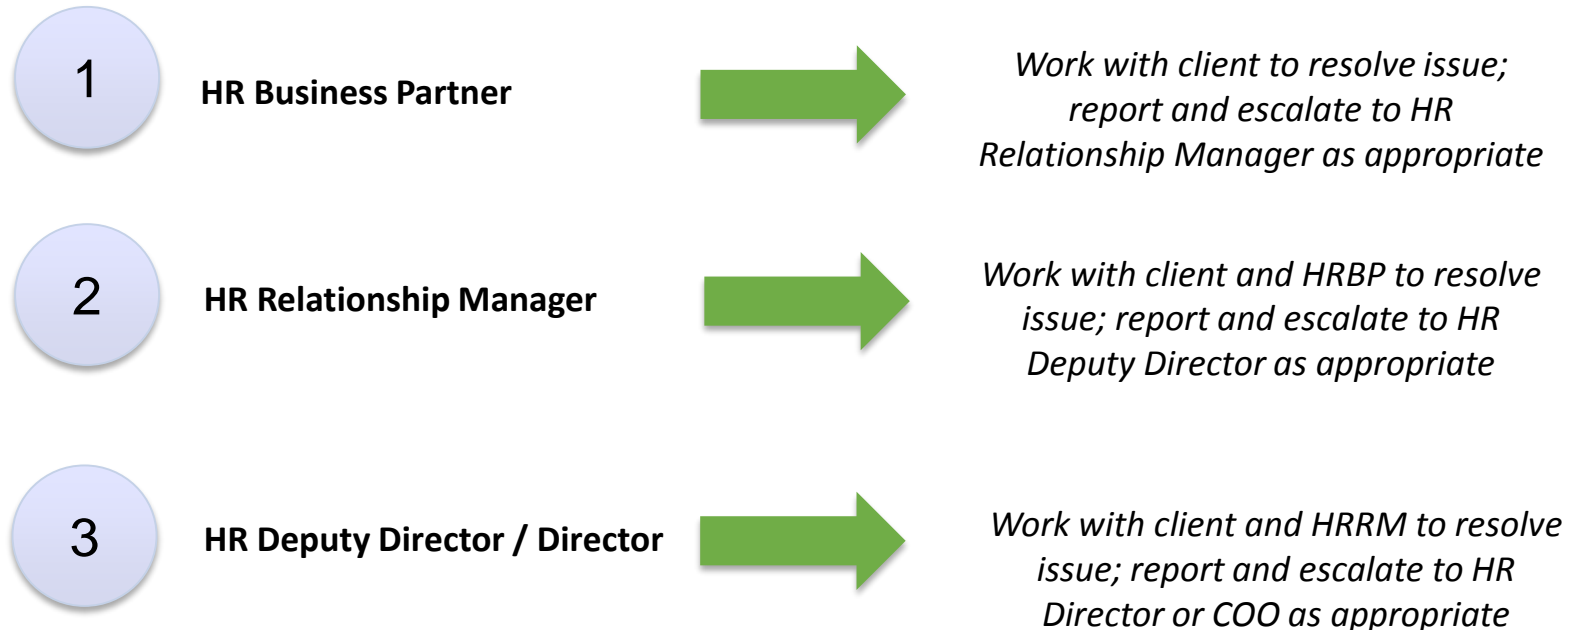 1
HR Business Partner
Work with client to resolve issue;
report and escalate to HR
Relationship Manager as appropriate
2
HR Relationship Manager
Work with client and HRBP to resolve
issue; report and escalate to HR
Deputy Director as appropriate
3
HR Deputy Director / Director
Work with client and HRRM to resolve
issue; report and escalate to HR
Director or COO as appropriate